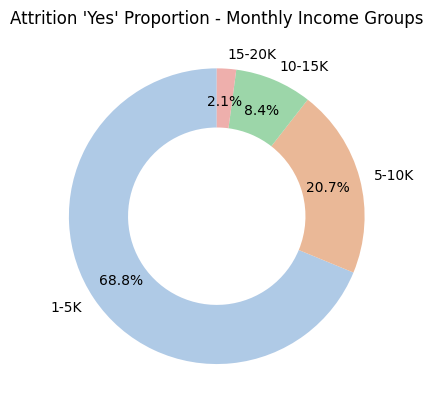 Attrition 'Yes' Proportion - Monthly Income Groups
15-20K
10-15K
2.1%
8.4%
5-10K
20.7%
68.8%
1-5K